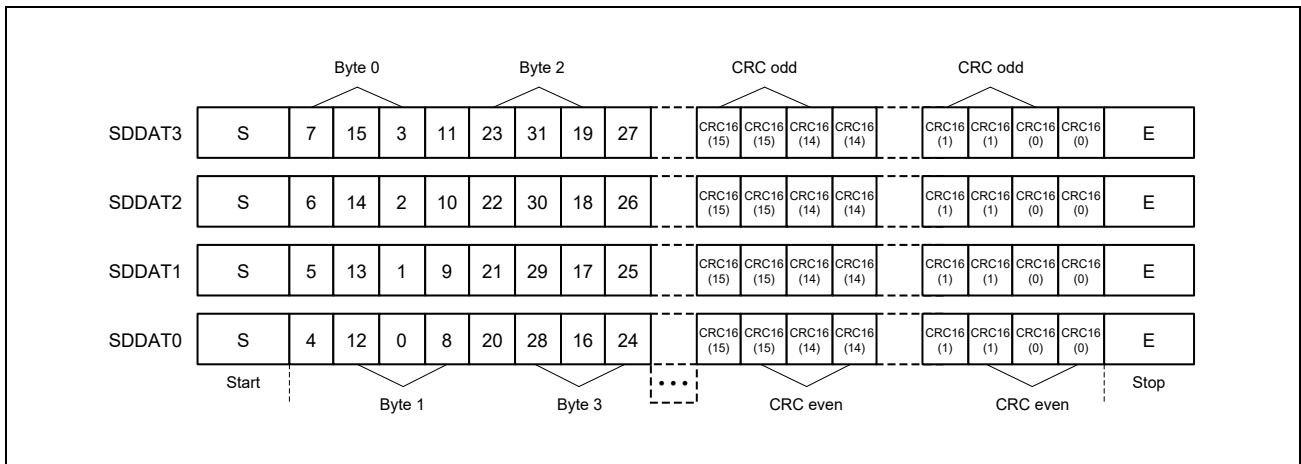 Byte 0 Byte 2 CRC odd CRC odd
SDDAT3 S 7 15 3 11 23 31 19 27 CRC16 (15) CRC16 (15) CRC16 (14) CRC16 (14) CRC16 (1) CRC16 (1) CRC16 (0) CRC16 (0) E
SDDAT2 S 6 14 2 10 22 30 18 26 CRC16 (15) CRC16 (15) CRC16 (14) CRC16 (14) CRC16 (1) CRC16 (1) CRC16 (0) CRC16 (0) E
SDDAT1 S 5 13 1 9 21 29 17 25 CRC16 (15) CRC16 (15) CRC16 (14) CRC16 (14) CRC16 (1) CRC16 (1) CRC16 (0) CRC16 (0) E
SDDAT0 S 4 12 0 8 20 28 16 24 CRC16 (15) CRC16 (15) CRC16 (14) CRC16 (14) CRC16 (1) CRC16 (1) CRC16 (0) CRC16 (0) E
Start ••• Stop
Byte 1 Byte 3 CRC even CRC even